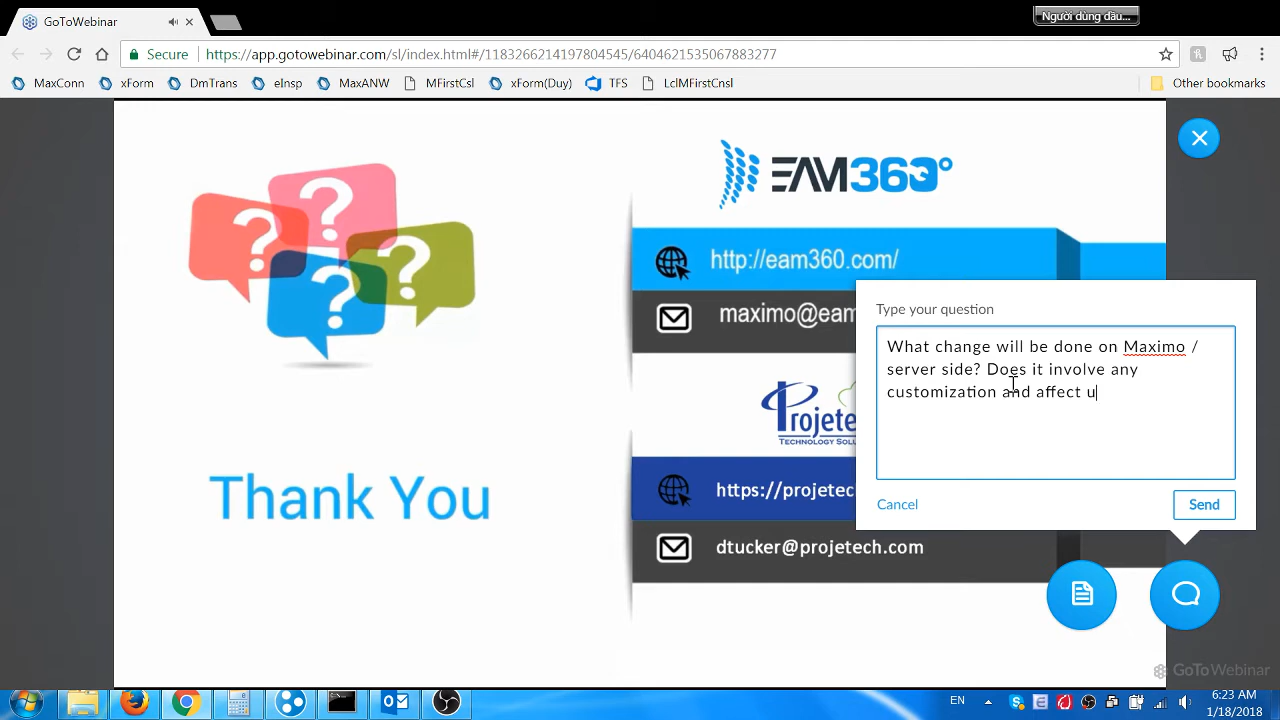 GoToWebinar
Người dùng dầu...
Secure
https://app.gotowebinar.com/sl/index.html#/1183266214197804545/6404621535067883277
MaxConn
xForm
DmTrans
eInsp
MaxANW
MFirstCsl
xForm(Duy)
TFS
LclMFirstCnsl
Other bookmarks
? ? ? ?
EAM360°
http://eam360.com/
maximo@eam
Type your question
What change will be done on Maximo /
server side? Does it involve any
customization and affect u
Cancel
Send
Projete
TECHNOLOGY SOLU
Thank You
https://projetec
dtucker@projetech.com
GoToWebinar
EN
6:23 AM
1/18/2018